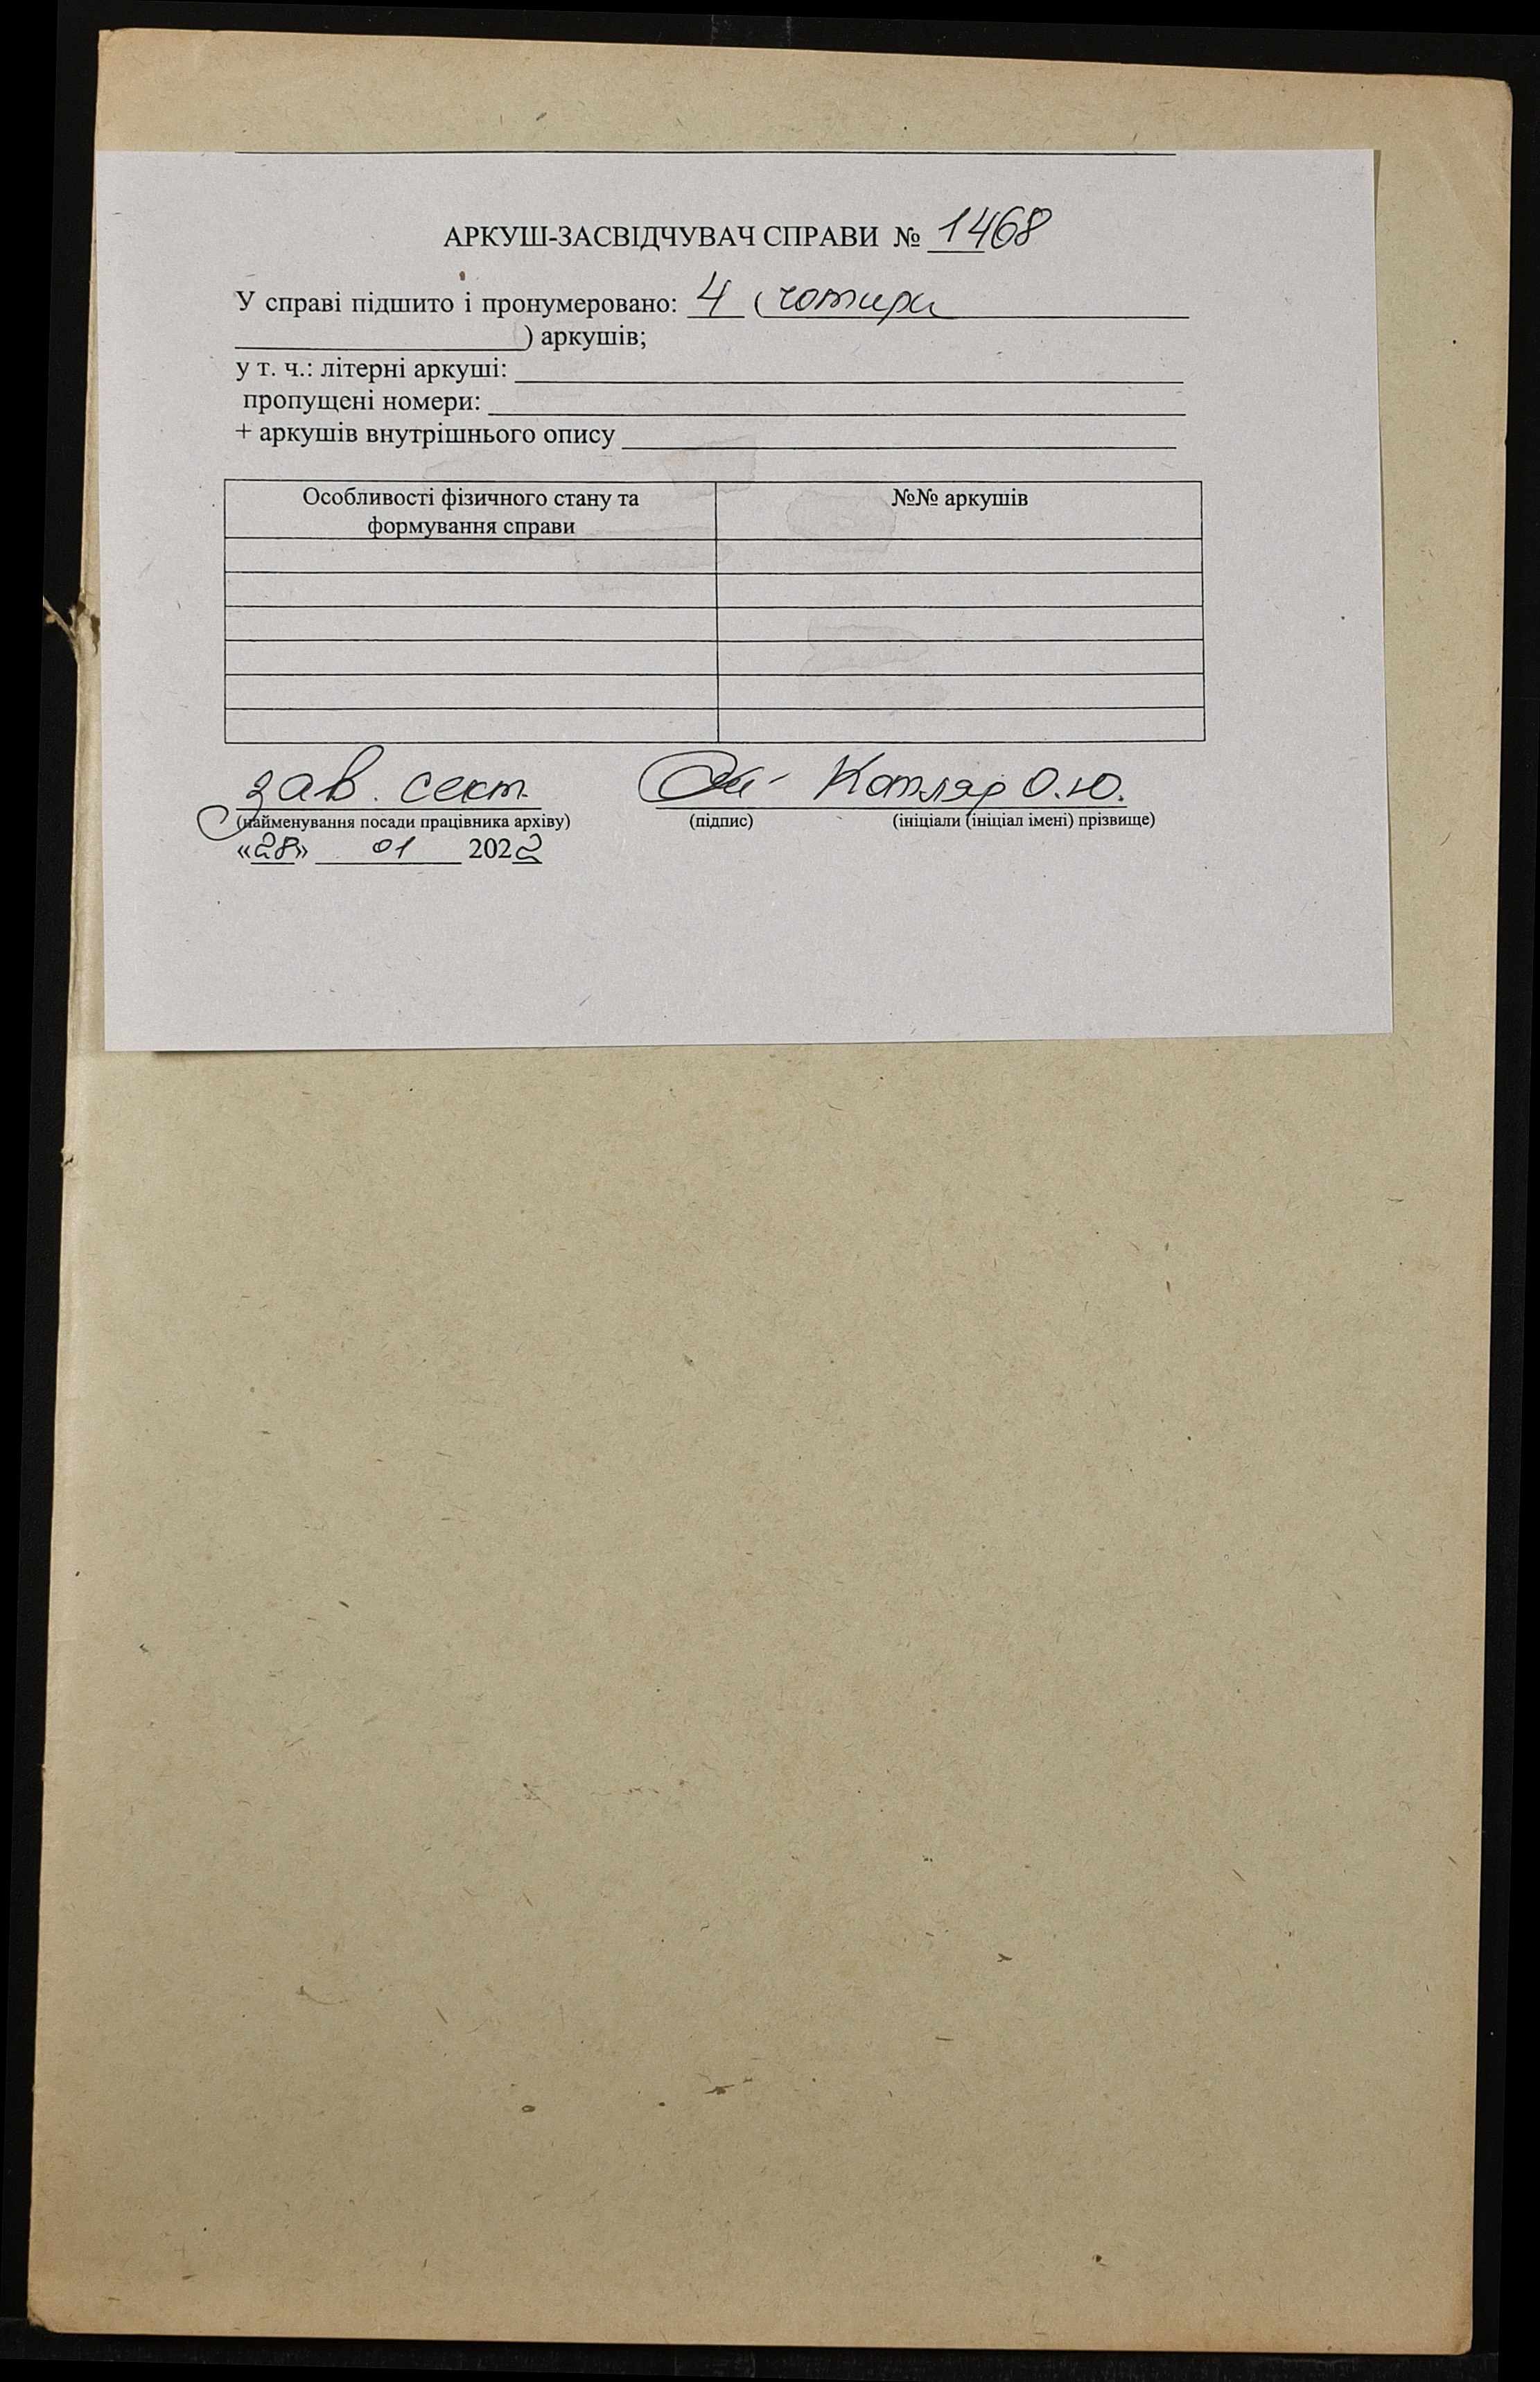 АРКУШ-ЗАСВІДЧУВАЧ СПРАВИ № 1468
У справі підшито і пронумеровано: 4 ( чотири
) аркушів;
у т. ч.: літерні аркуші:
пропущені номери:
+ аркушів внутрішнього опису
Особливості фізичного стану та №№ аркушів
формування справи
зав. сект. Котляр О.Ю.
(найменування посади працівника архіву) (підпис) (ініціали (ініціал імені) прізвище)
«28» 01 2022